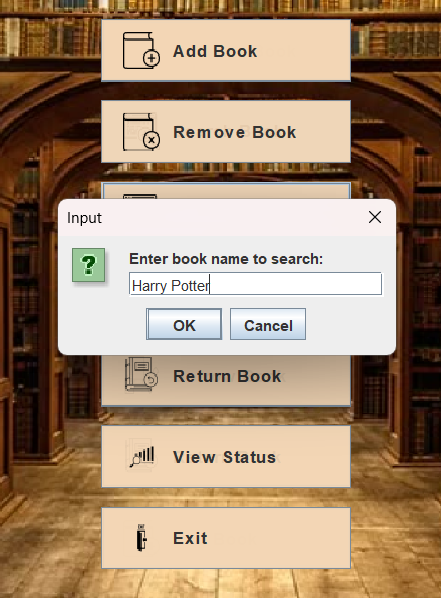 Add Book
Remove Book
Input
?
Enter book name to search:
Harry Potter
OK
Cancel
Return Book
View Status
Exit